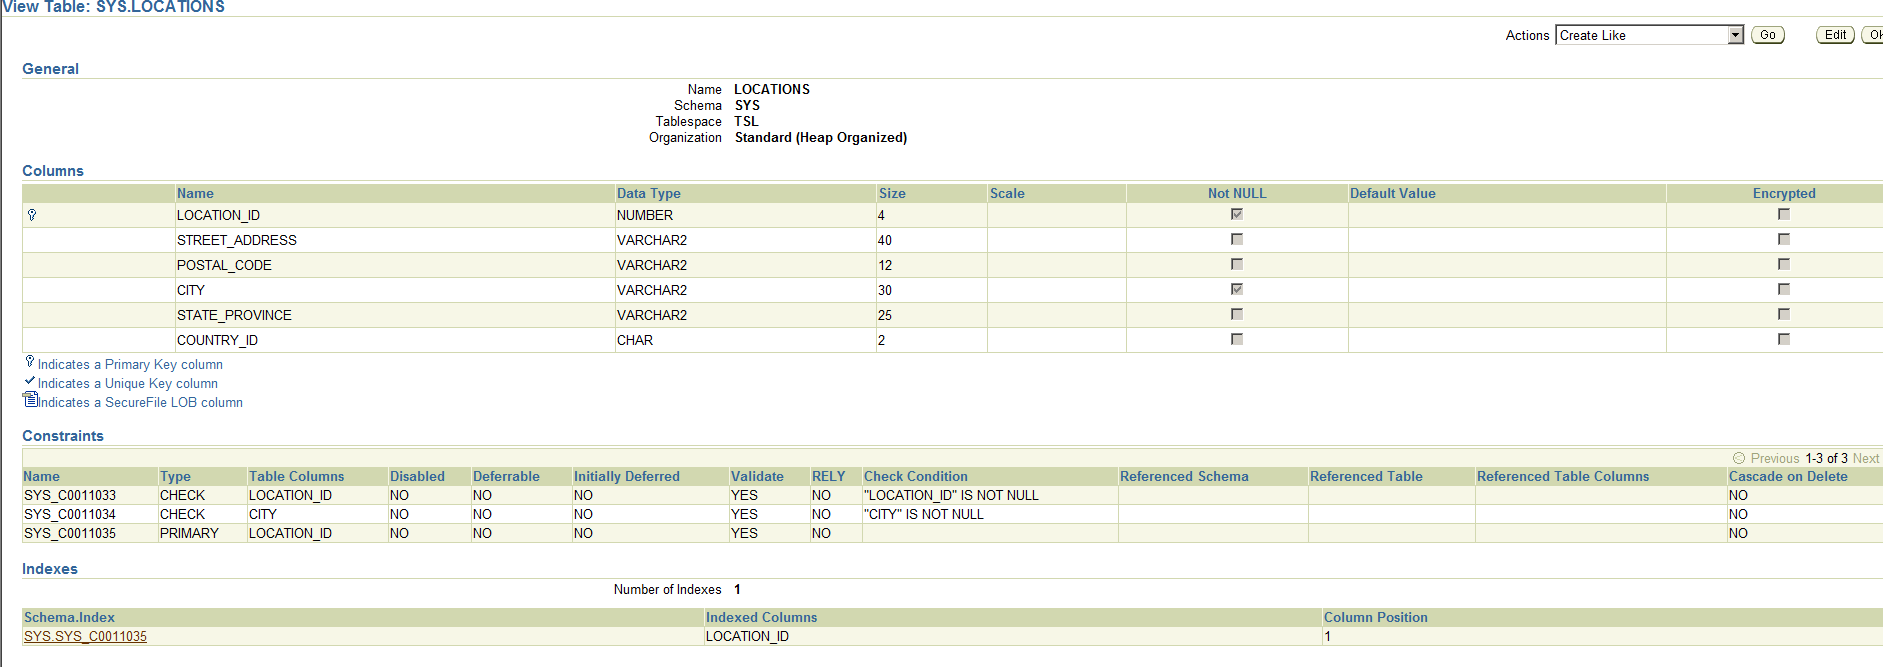 View Table: SYS.LOCATIONS
Actions Create Like Go Edit
General
Name LOCATIONS
Schema SYS
Tablespace TSL
Organization Standard (Heap Organized)
Columns
Name Data Type Size Scale Not NULL Default Value Encrypted
LOCATION_ID NUMBER 4
STREET_ADDRESS VARCHAR2 40
POSTAL_CODE VARCHAR2 12
CITY VARCHAR2 30
STATE_PROVINCE VARCHAR2 25
COUNTRY_ID CHAR 2
Indicates a Primary Key column
Indicates a Unique Key column
Indicates a SecureFile LOB column
Constraints
Previous 1-3 of 3 Next
Name Type Table Columns Disabled Deferrable Initially Deferred Validate RELY Check Condition Referenced Schema Referenced Table Referenced Table Columns Cascade on Delete
SYS_C0011033 CHECK LOCATION_ID NO NO NO YES NO "LOCATION_ID" IS NOT NULL NO
SYS_C0011034 CHECK CITY NO NO NO YES NO "CITY" IS NOT NULL NO
SYS_C0011035 PRIMARY LOCATION_ID NO NO NO YES NO NO
Indexes
Number of Indexes 1
Schema.Index Indexed Columns Column Position
SYS.SYS_C0011035 LOCATION_ID 1